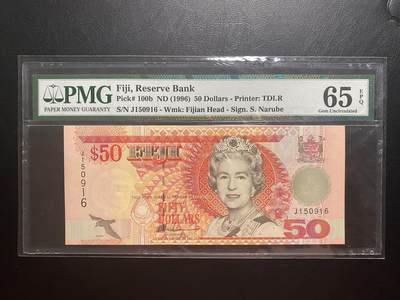 PMG
PAPER MONEY GUARANTY
Fiji, Reserve Bank
Pick# 100b ND (1996) 50 Dollars - Printer: TDLR
S/N J150916 - Wmk: Fijian Head - Sign. S. Narube
65 EPQ
Gem Uncirculated
$50
FIJI
J150916
FIFTY
DOLLARS
J150916
50